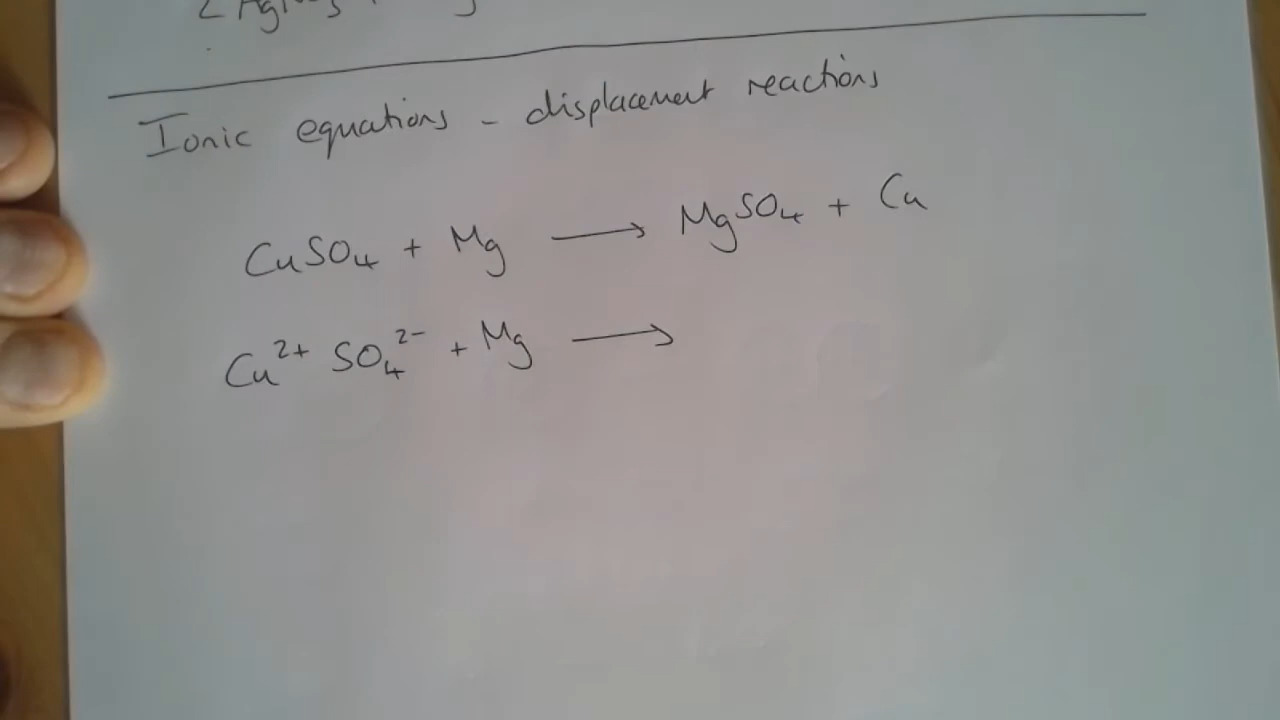 Ionic equations - displacement reactions
CuSO₄ + Mg ⟶ MgSO₄ + Cu
Cu²⁺ SO₄²⁻ + Mg ⟶